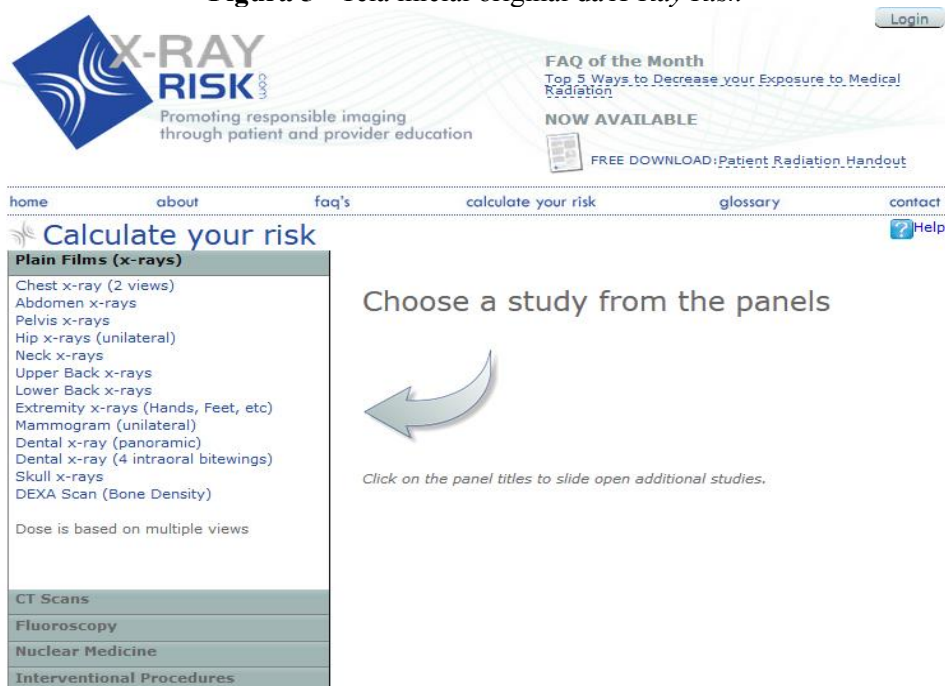 Login
X-RAY
RISK
.com
Promoting responsible imaging
through patient and provider education
FAQ of the Month
Top 5 Ways to Decrease your Exposure to Medical
Radiation
NOW AVAILABLE
FREE DOWNLOAD:Patient Radiation Handout
home about faq's calculate your risk glossary contact
Calculate your risk
?Help
Plain Films (x-rays)
Chest x-ray (2 views)
Abdomen x-rays
Pelvis x-rays
Hip x-rays (unilateral)
Neck x-rays
Upper Back x-rays
Lower Back x-rays
Extremity x-rays (Hands, Feet, etc)
Mammogram (unilateral)
Dental x-ray (panoramic)
Dental x-ray (4 intraoral bitewings)
Skull x-rays
DEXA Scan (Bone Density)
Dose is based on multiple views
CT Scans
Fluoroscopy
Nuclear Medicine
Interventional Procedures
Choose a study from the panels
Click on the panel titles to slide open additional studies.